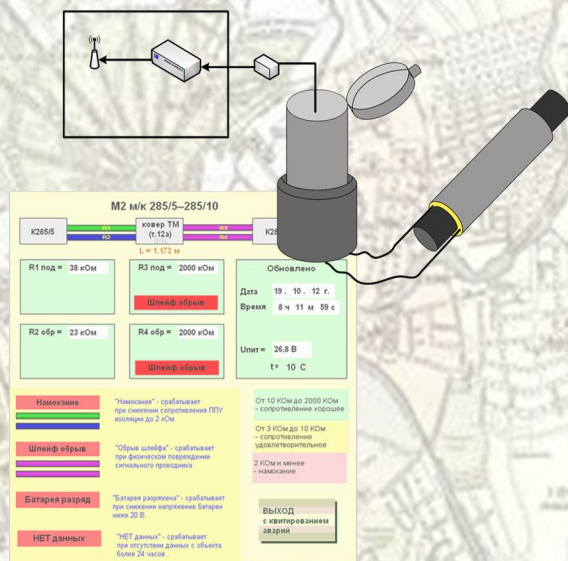 М2 м/к 285/5–285/10
К285/5
R1
R2
ковер ТМ
(т.12а)
R3
R4
К28
L = 1.172 м
R1 под = 38 кОм
R3 под = 2000 кОм
Шлейф обрыв
Обновлено
Дата 19 . 10 . 12 г.
Время 8 ч 11 м 59 с
R2 обр = 23 кОм
R4 обр = 2000 кОм
Шлейф обрыв
Uпит = 26,8 В
t = 10 С
Намокание
"Намокание" - срабатывает
при снижении сопротивления ППУ
изоляции до 2 кОм
Шлейф обрыв
"Обрыв шлейфа" - срабатывает
при физическом повреждении
сигнального проводника .
Батарея разряд
"Батарея разряжена" - срабатывает
при снижении напряжение батареи
ниже 20 В.
НЕТ данных
"НЕТ данных" - срабатывает
при отсутствии данных с объекта
более 24 часов .
От 10 КОм до 2000 КОм
- сопротивление хорошее
От 3 КОм до 10 КОм
- сопротивление
удовлетворительное
2 КОм и менее
- намокание
ВЫХОД
с квитированием
аварий